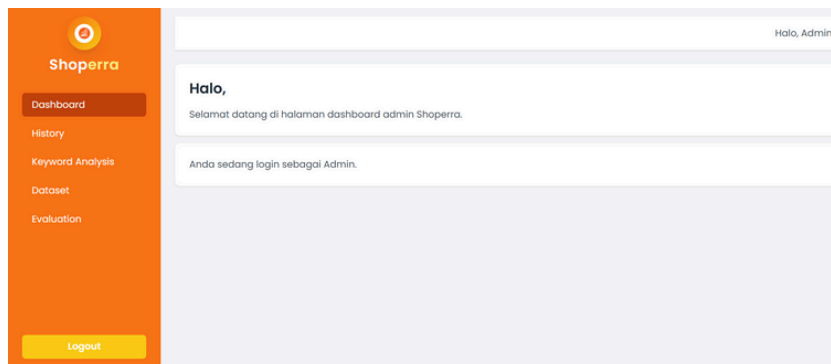 Shoperra
Dashboard
History
Keyword Analysis
Dataset
Evaluation
Logout
Halo, Admin
Halo,
Selamat datang di halaman dashboard admin Shoperra.
Anda sedang login sebagai Admin.